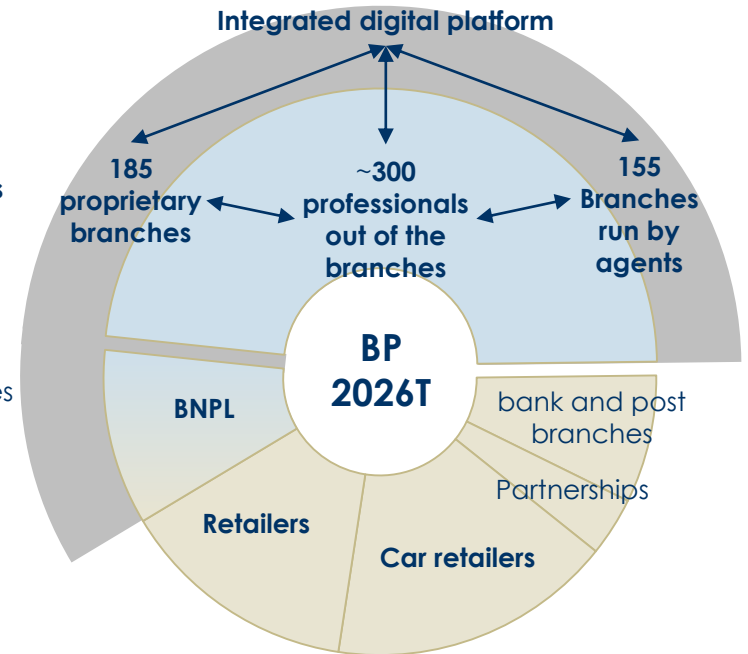 Integrated digital platform
185
proprietary
branches
~300
professionals
out of the
branches
155
Branches
run by
agents
s
BP
2026T
es
BNPL
bank and post
branches
Partnerships
Retailers
Car retailers